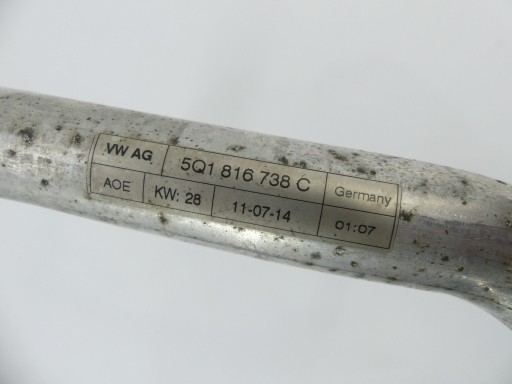 VW AG 5Q1 816 738 C Germany
AOE KW: 28 11-07-14 01:07